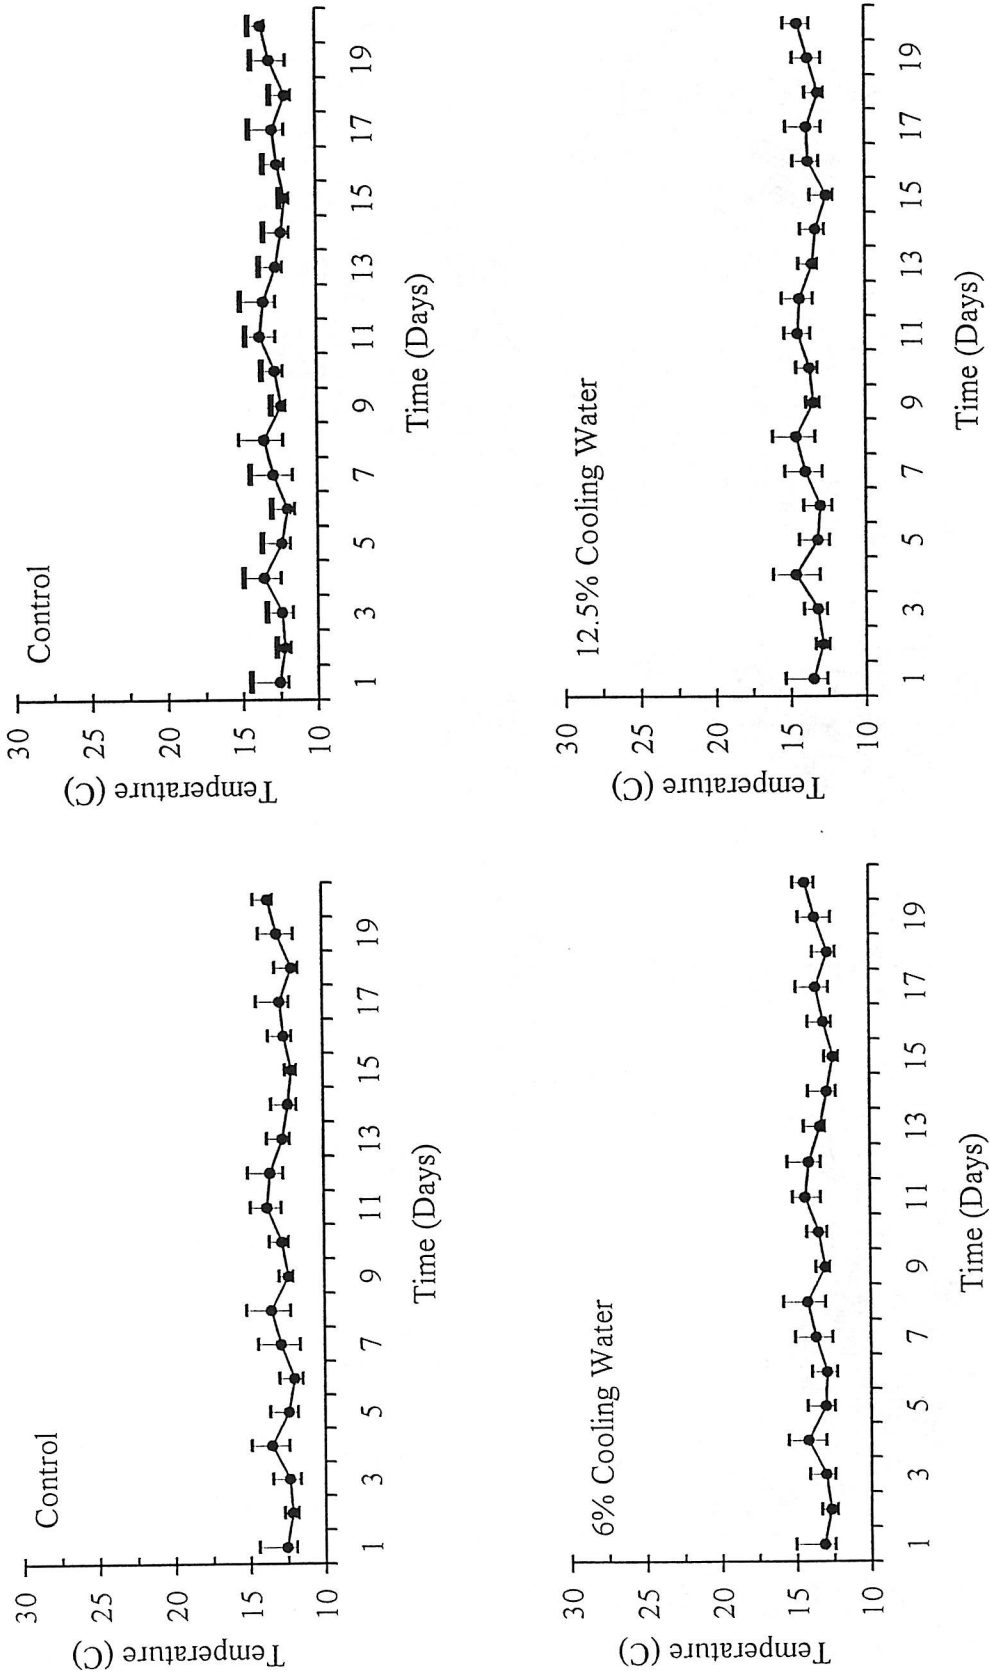 Control
Temperature (C)
30
25
20
15
10
1 3 5 7 9 11 13 15 17 19
Time (Days)
Control
Temperature (C)
30
25
20
15
10
1 3 5 7 9 11 13 15 17 19
Time (Days)
6% Cooling Water
Temperature (C)
30
25
20
15
10
1 3 5 7 9 11 13 15 17 19
Time (Days)
12.5% Cooling Water
Temperature (C)
30
25
20
15
10
1 3 5 7 9 11 13 15 17 19
Time (Days)